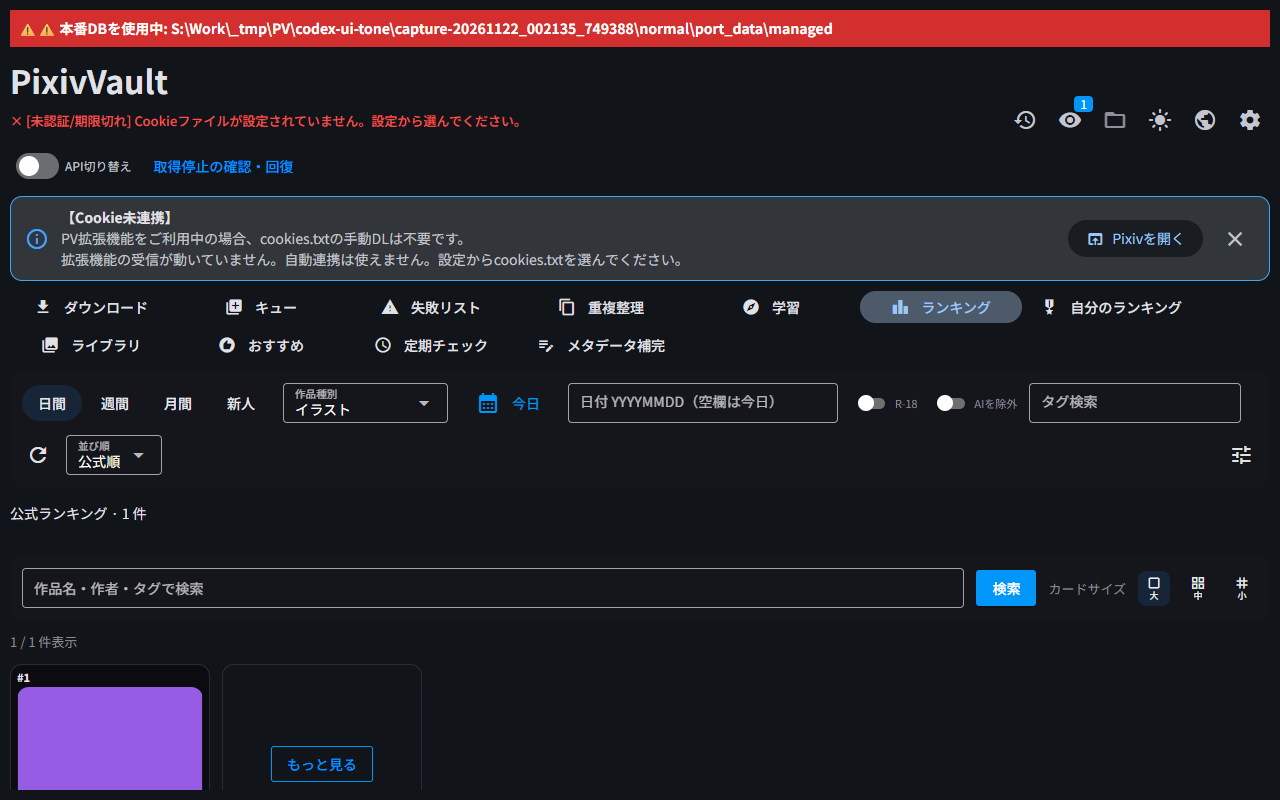 ⚠⚠ 本番DBを使用中: S:\Work\_tmp\PV\codex-ui-tone\capture-20261122_002135_749388\normal\port_data\managed
PixivVault
× [未認証/期限切れ] Cookieファイルが設定されていません。設定から選んでください。
1
API切り替え 取得停止の確認・回復
【Cookie未連携】
PV拡張機能をご利用中の場合、cookies.txtの手動DLは不要です。
拡張機能の受信が動いていません。自動連携は使えません。設定からcookies.txtを選んでください。
Pixivを開く
ダウンロード キュー 失敗リスト 重複整理 学習 ランキング 自分のランキング
ライブラリ おすすめ 定期チェック メタデータ補完
日間 週間 月間 新人
作品種別
イラスト
今日
日付 YYYYMMDD（空欄は今日）
R-18 AIを除外
タグ検索
並び順
公式順
公式ランキング · 1 件
作品名・作者・タグで検索
検索
カードサイズ
大 中 小
1 / 1 件表示
#1
もっと見る